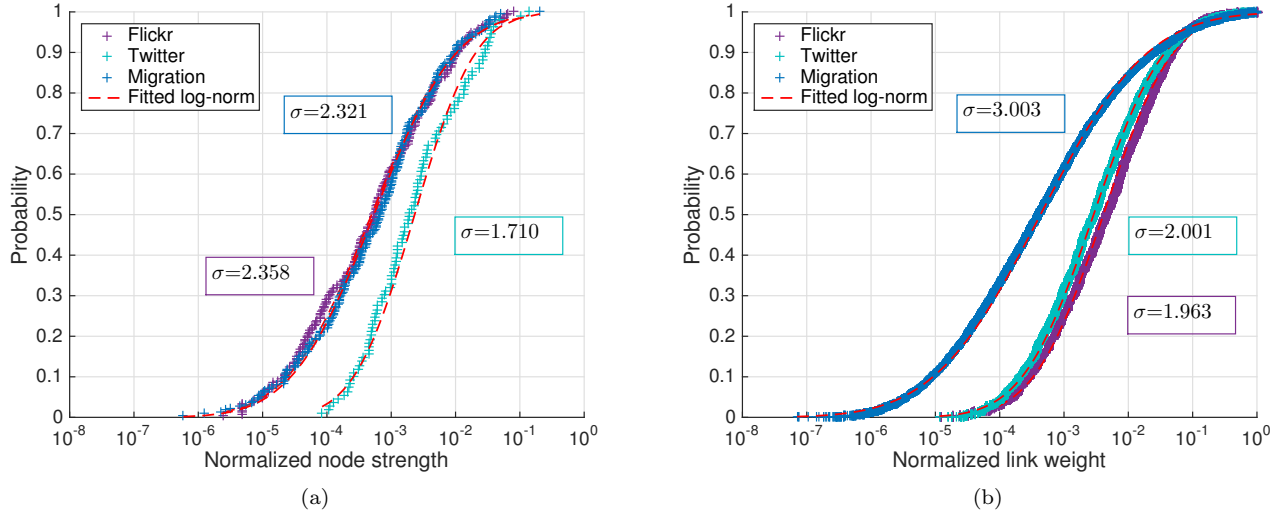 1
0.9
0.8
0.7
0.6
0.5
0.4
0.3
0.2
0.1
0
Probability
Flickr
Twitter
Migration
Fitted log-norm
σ=2.321
σ=1.710
σ=2.358
10⁻⁸ 10⁻⁷ 10⁻⁶ 10⁻⁵ 10⁻⁴ 10⁻³ 10⁻² 10⁻¹ 10⁰
Normalized node strength
(a)
1
0.9
0.8
0.7
0.6
0.5
0.4
0.3
0.2
0.1
0
Probability
Flickr
Twitter
Migration
Fitted log-norm
σ=3.003
σ=2.001
σ=1.963
10⁻⁸ 10⁻⁷ 10⁻⁶ 10⁻⁵ 10⁻⁴ 10⁻³ 10⁻² 10⁻¹ 10⁰
Normalized link weight
(b)